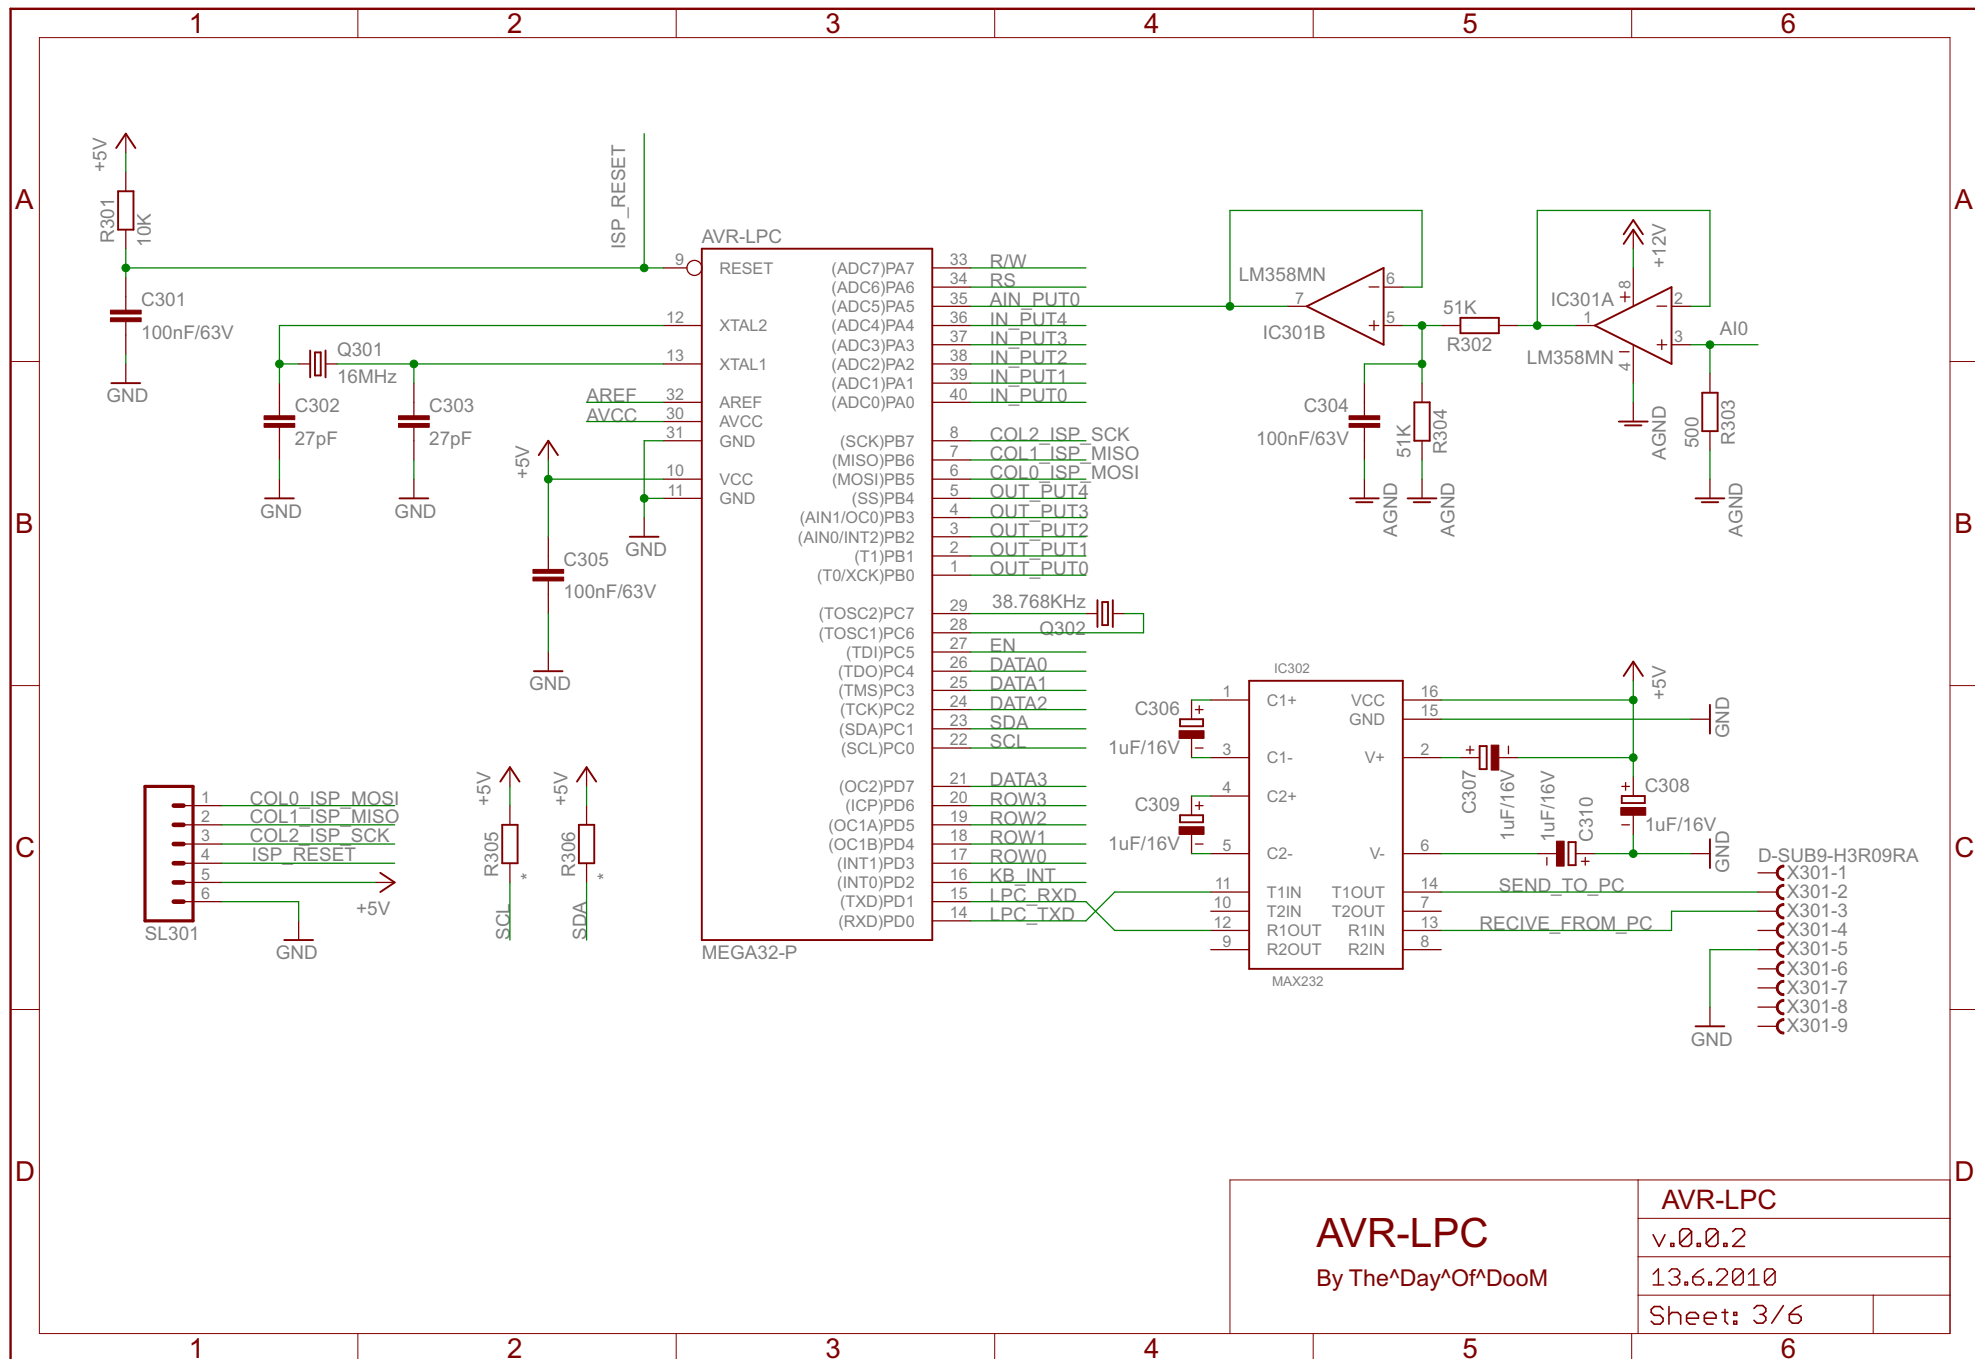 1 2 3 4 5 6
A A
B B
C C
D D
+5V
R301
10K
C301
100nF/63V
GND
ISP_RESET
Q301
16MHz
C302
27pF
GND
C303
27pF
GND
AREF
AVCC
+5V
C305
100nF/63V
GND
GND
AVR-LPC
9 RESET
12 XTAL2
13 XTAL1
32 AREF
30 AVCC
31 GND
10 VCC
11 GND
(ADC7)PA7 33 R/W
(ADC6)PA6 34 RS
(ADC5)PA5 35 AIN_PUT0
(ADC4)PA4 36 IN_PUT4
(ADC3)PA3 37 IN_PUT3
(ADC2)PA2 38 IN_PUT2
(ADC1)PA1 39 IN_PUT1
(ADC0)PA0 40 IN_PUT0
(SCK)PB7 8 COL2_ISP_SCK
(MISO)PB6 7 COL1_ISP_MISO
(MOSI)PB5 6 COL0_ISP_MOSI
(SS)PB4 5 OUT_PUT4
(AIN1/OC0)PB3 4 OUT_PUT3
(AIN0/INT2)PB2 3 OUT_PUT2
(T1)PB1 2 OUT_PUT1
(T0/XCK)PB0 1 OUT_PUT0
(TOSC2)PC7 29 38.768KHz
(TOSC1)PC6 28 Q302
(TDI)PC5 27 EN
(TDO)PC4 26 DATA0
(TMS)PC3 25 DATA1
(TCK)PC2 24 DATA2
(SDA)PC1 23 SDA
(SCL)PC0 22 SCL
(OC2)PD7 21 DATA3
(ICP)PD6 20 ROW3
(OC1A)PD5 19 ROW2
(OC1B)PD4 18 ROW1
(INT1)PD3 17 ROW0
(INT0)PD2 16 KB_INT
(TXD)PD1 15 LPC_RXD
(RXD)PD0 14 LPC_TXD
MEGA32-P
LM358MN
7
6
5
IC301B
51K
R302
C304
100nF/63V
51K
R304
AGND
AGND
+12V
IC301A
8
1
2
3
4
LM358MN
AI0
AGND
500
R303
AGND
IC302
1 C1+
3 C1-
4 C2+
5 C2-
11 T1IN
10 T2IN
12 R1OUT
9 R2OUT
VCC 16
GND 15
V+ 2
V- 6
T1OUT 14
T2OUT 7
R1IN 13
R2IN 8
MAX232
C306
1uF/16V
C309
1uF/16V
+5V
GND
C307
1uF/16V
1uF/16V
C310
C308
1uF/16V
GND
SEND_TO_PC
RECIVE_FROM_PC
D-SUB9-H3R09RA
X301-1
X301-2
X301-3
X301-4
X301-5
X301-6
X301-7
X301-8
X301-9
GND
1 COL0_ISP_MOSI
2 COL1_ISP_MISO
3 COL2_ISP_SCK
4 ISP_RESET
5
6
+5V
SL301
GND
+5V
R305
*
SCL
+5V
R306
*
SDA
AVR-LPC
By The^Day^Of^DooM
AVR-LPC
v.0.0.2
13.6.2010
Sheet: 3/6
1 2 3 4 5 6